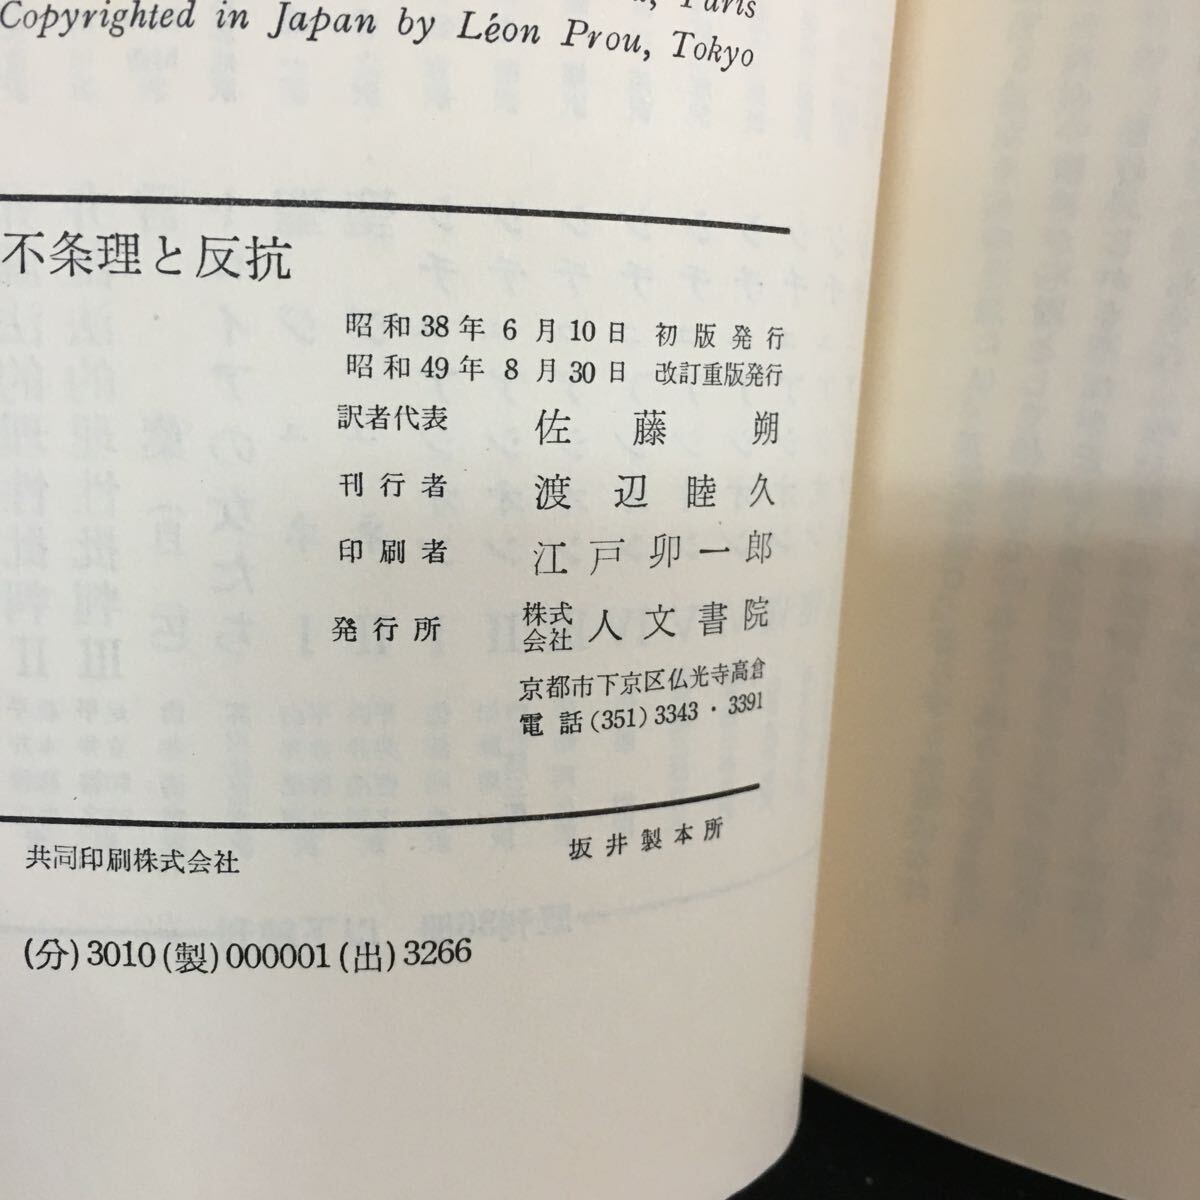 Paris
Copyrighted in Japan by Léon Prou, Tokyo
不条理と反抗
昭和38年6月10日 初版発行
昭和49年8月30日 改訂重版発行
訳者代表 佐藤朔
刊行者 渡辺睦久
印刷者 江戸卯一郎
発行所 株式会社 人文書院
京都市下京区仏光寺高倉
電話(351)3343・3391
共同印刷株式会社 坂井製本所
(分)3010(製)000001(出)3266